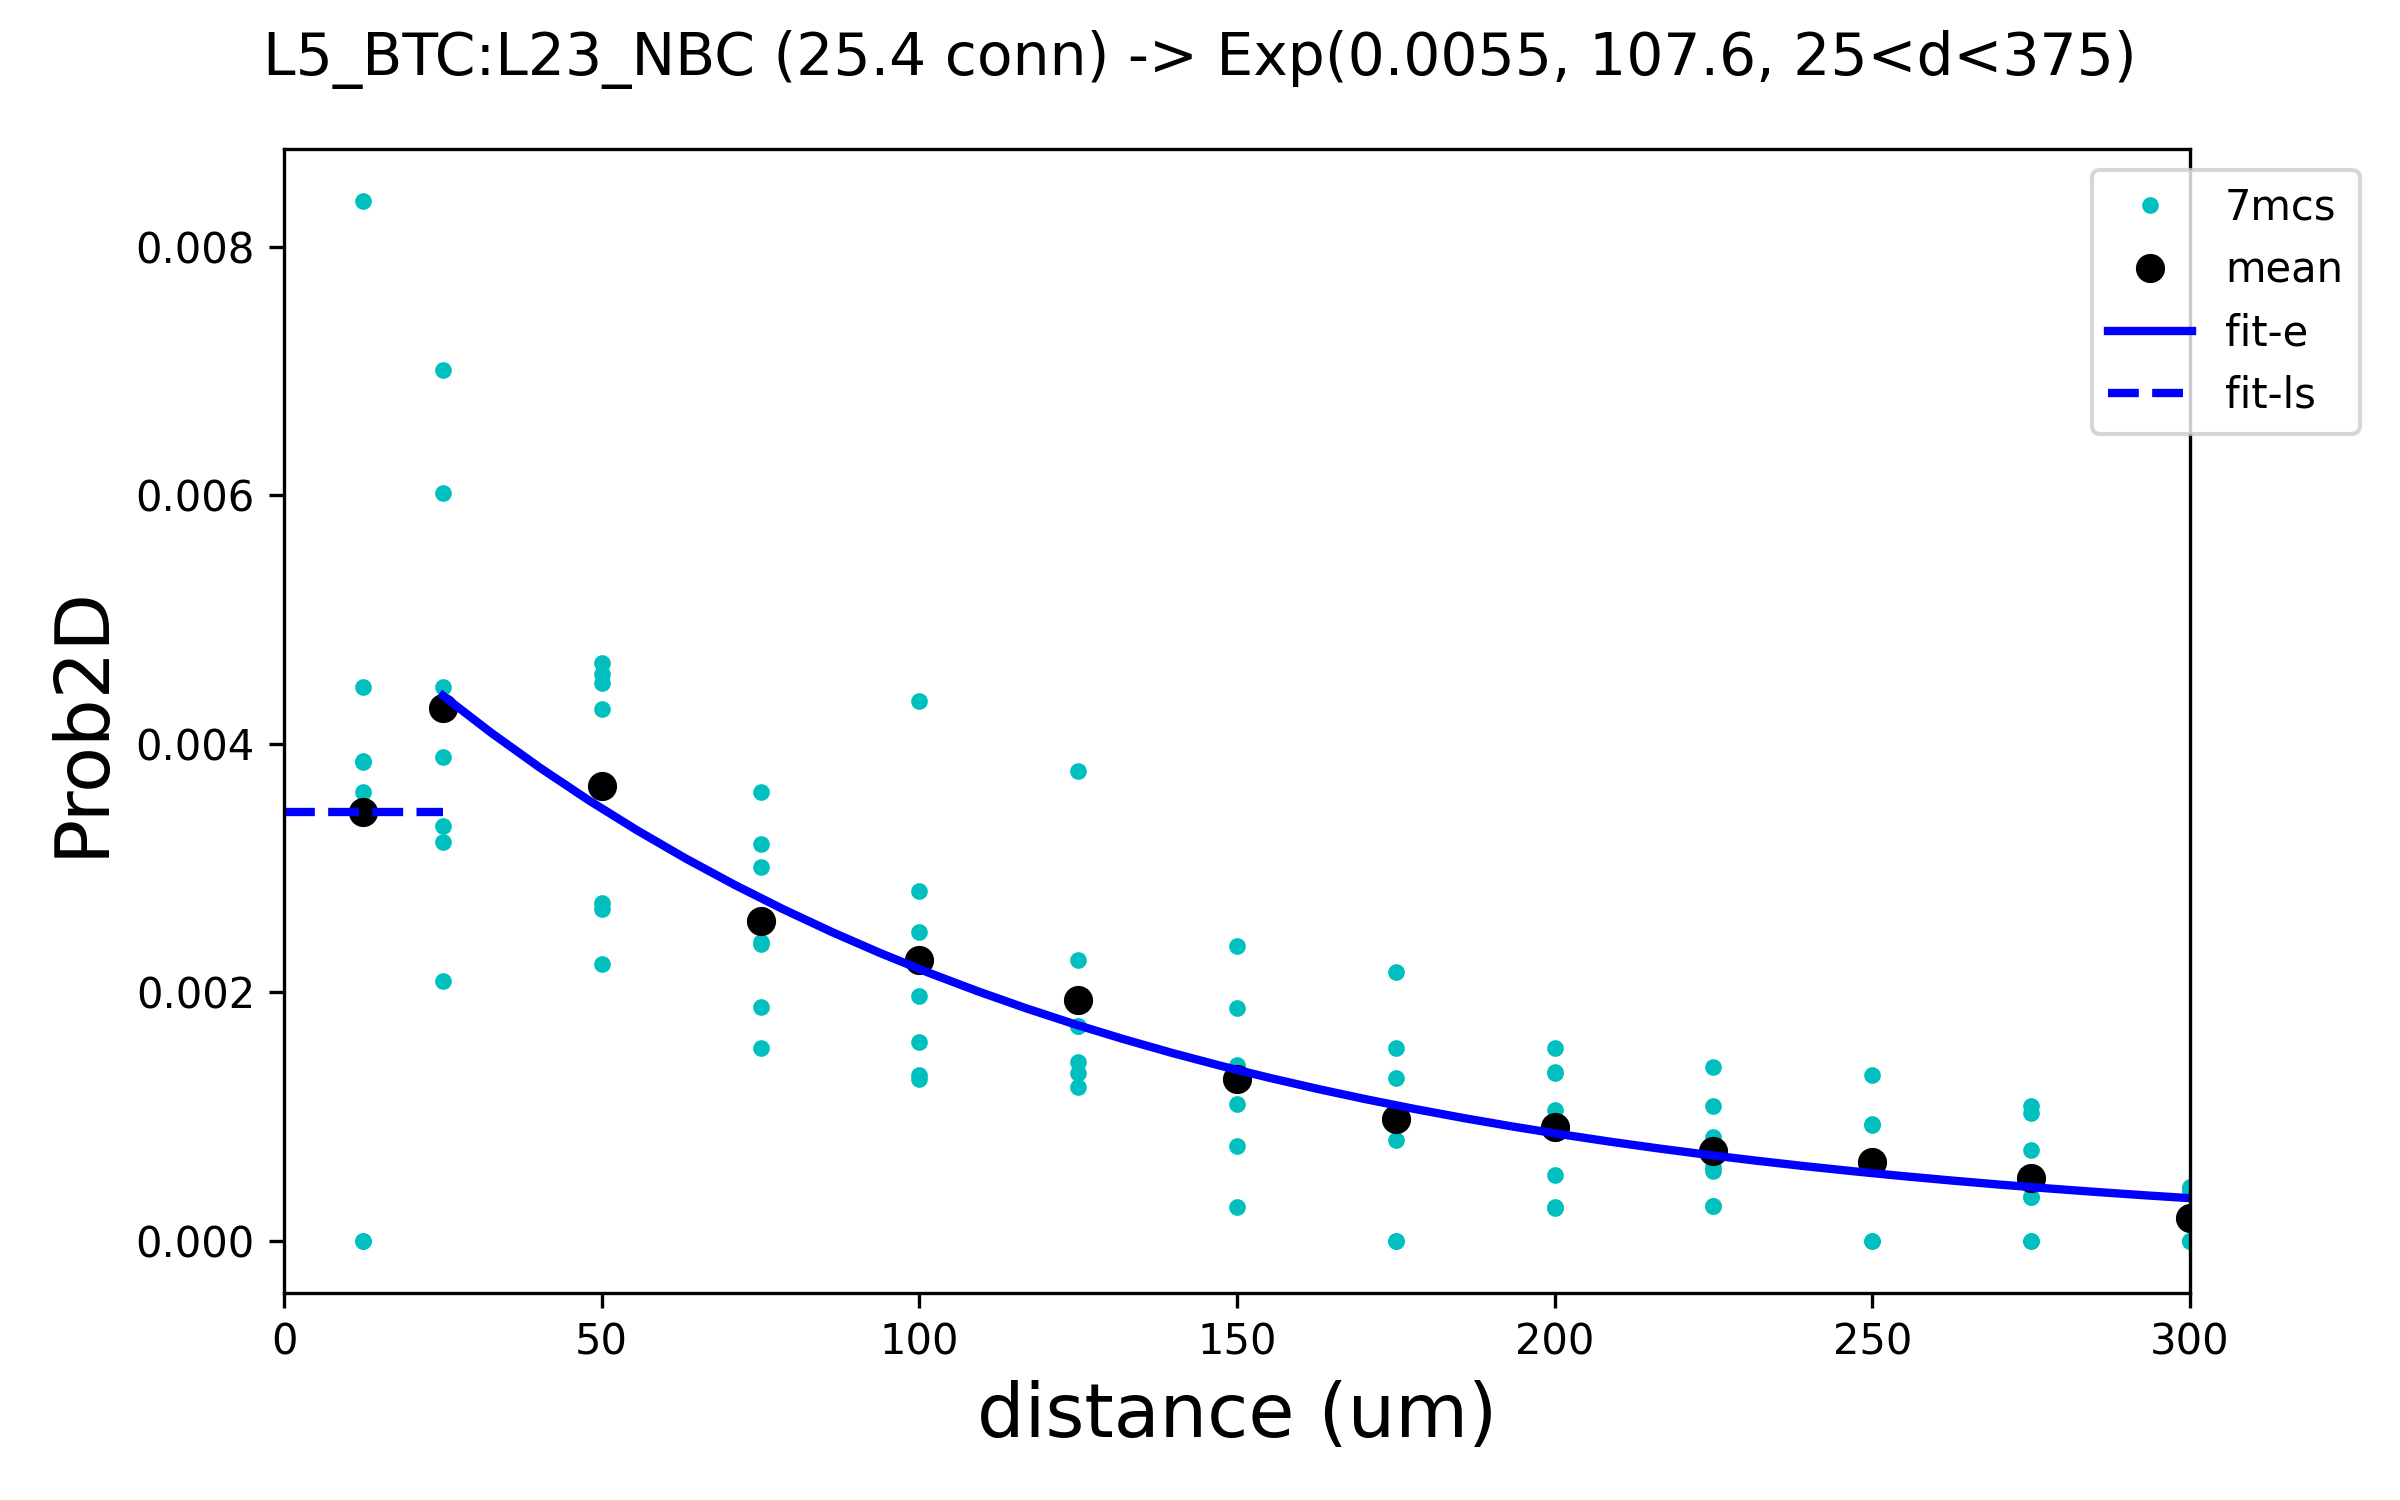 L5_BTC:L23_NBC (25.4 conn) -> Exp(0.0055, 107.6, 25<d<375)
7mcs
mean
fit-e
fit-ls
Prob2D
0.008
0.006
0.004
0.002
0.000
0 50 100 150 200 250 300
distance (um)